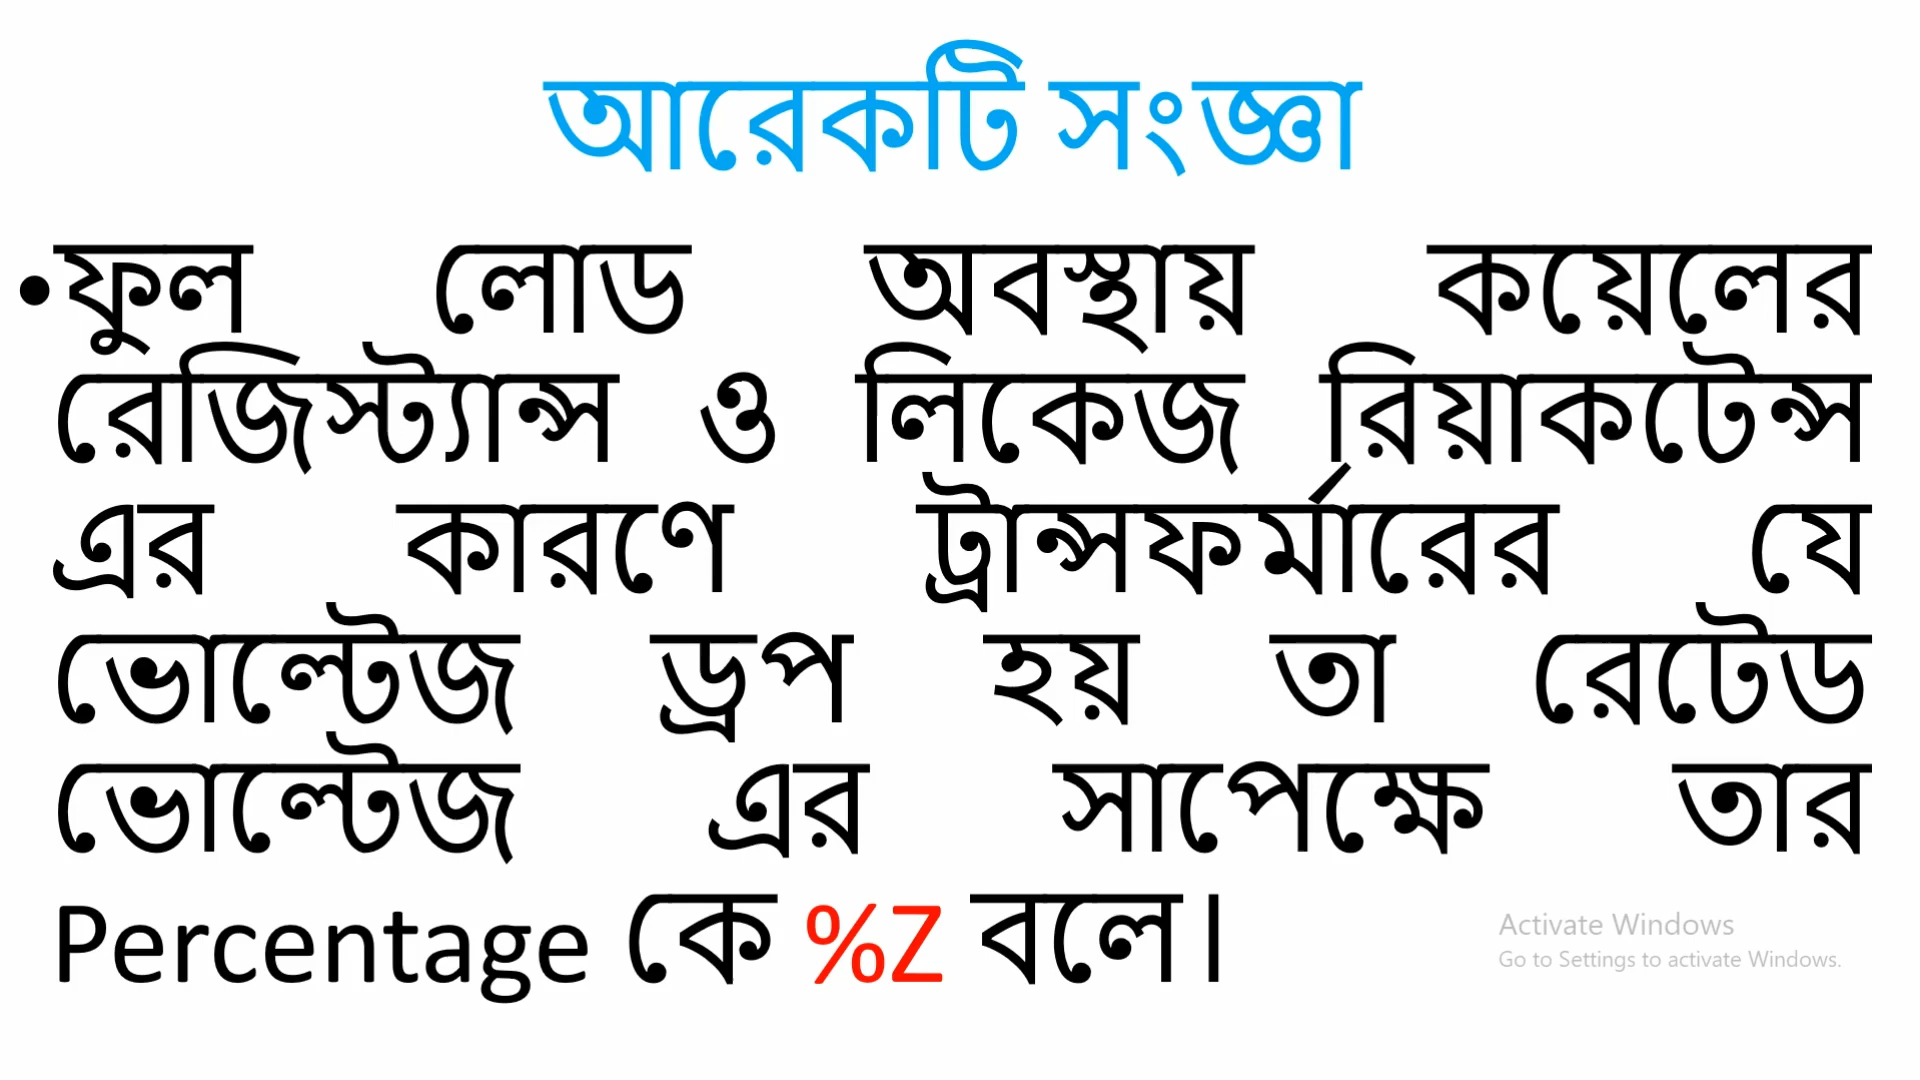 আরেকটি সংজ্ঞা
•ফুল লোড অবস্থায় কয়েলের
রেজিস্ট্যান্স ও লিকেজ রিয়াকটেন্স
এর কারণে ট্রান্সফর্মারের যে
ভোল্টেজ ড্রপ হয় তা রেটেড
ভোল্টেজ এর সাপেক্ষে তার
Percentage কে %Z বলে।
Activate Windows
Go to Settings to activate Windows.